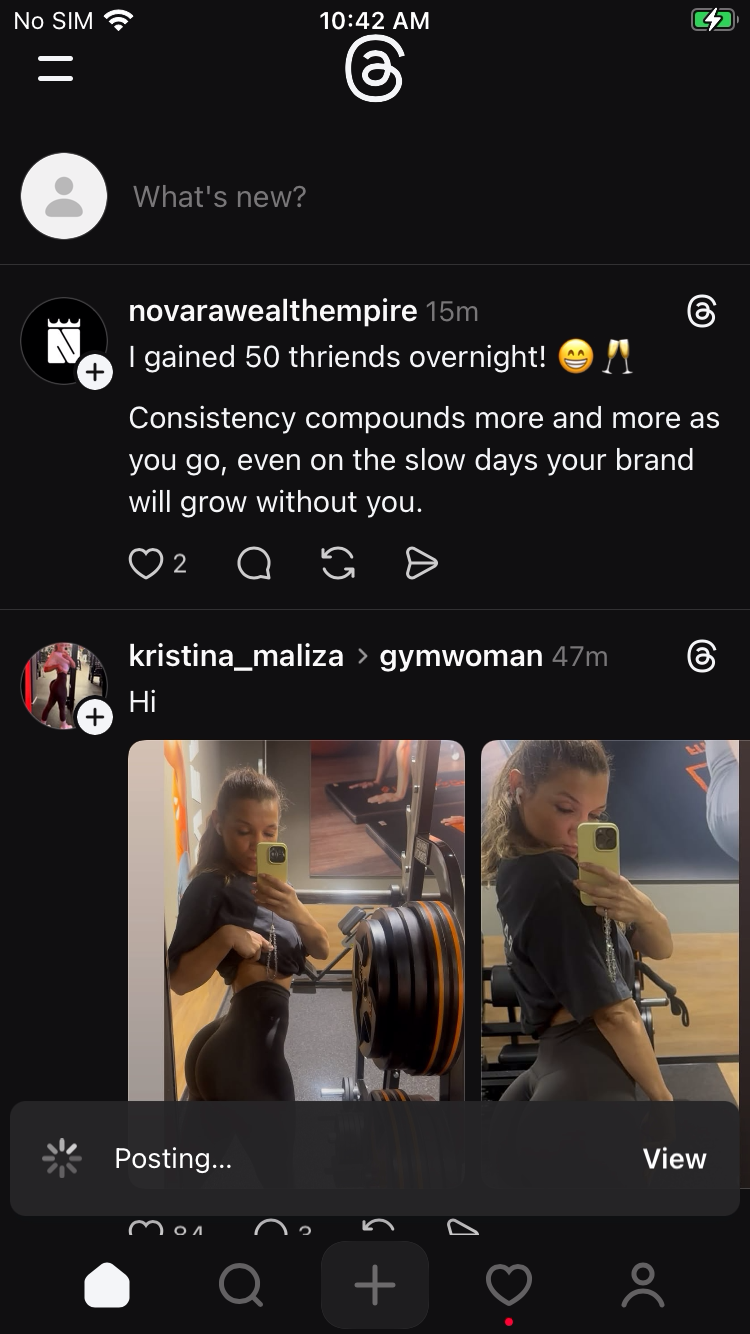 No SIM 10:42 AM
What's new?
novarawealthempire 15m
I gained 50 thriends overnight! 😁🥂
Consistency compounds more and more as
you go, even on the slow days your brand
will grow without you.
2
kristina_maliza > gymwoman 47m
Hi
Posting... View
84 3